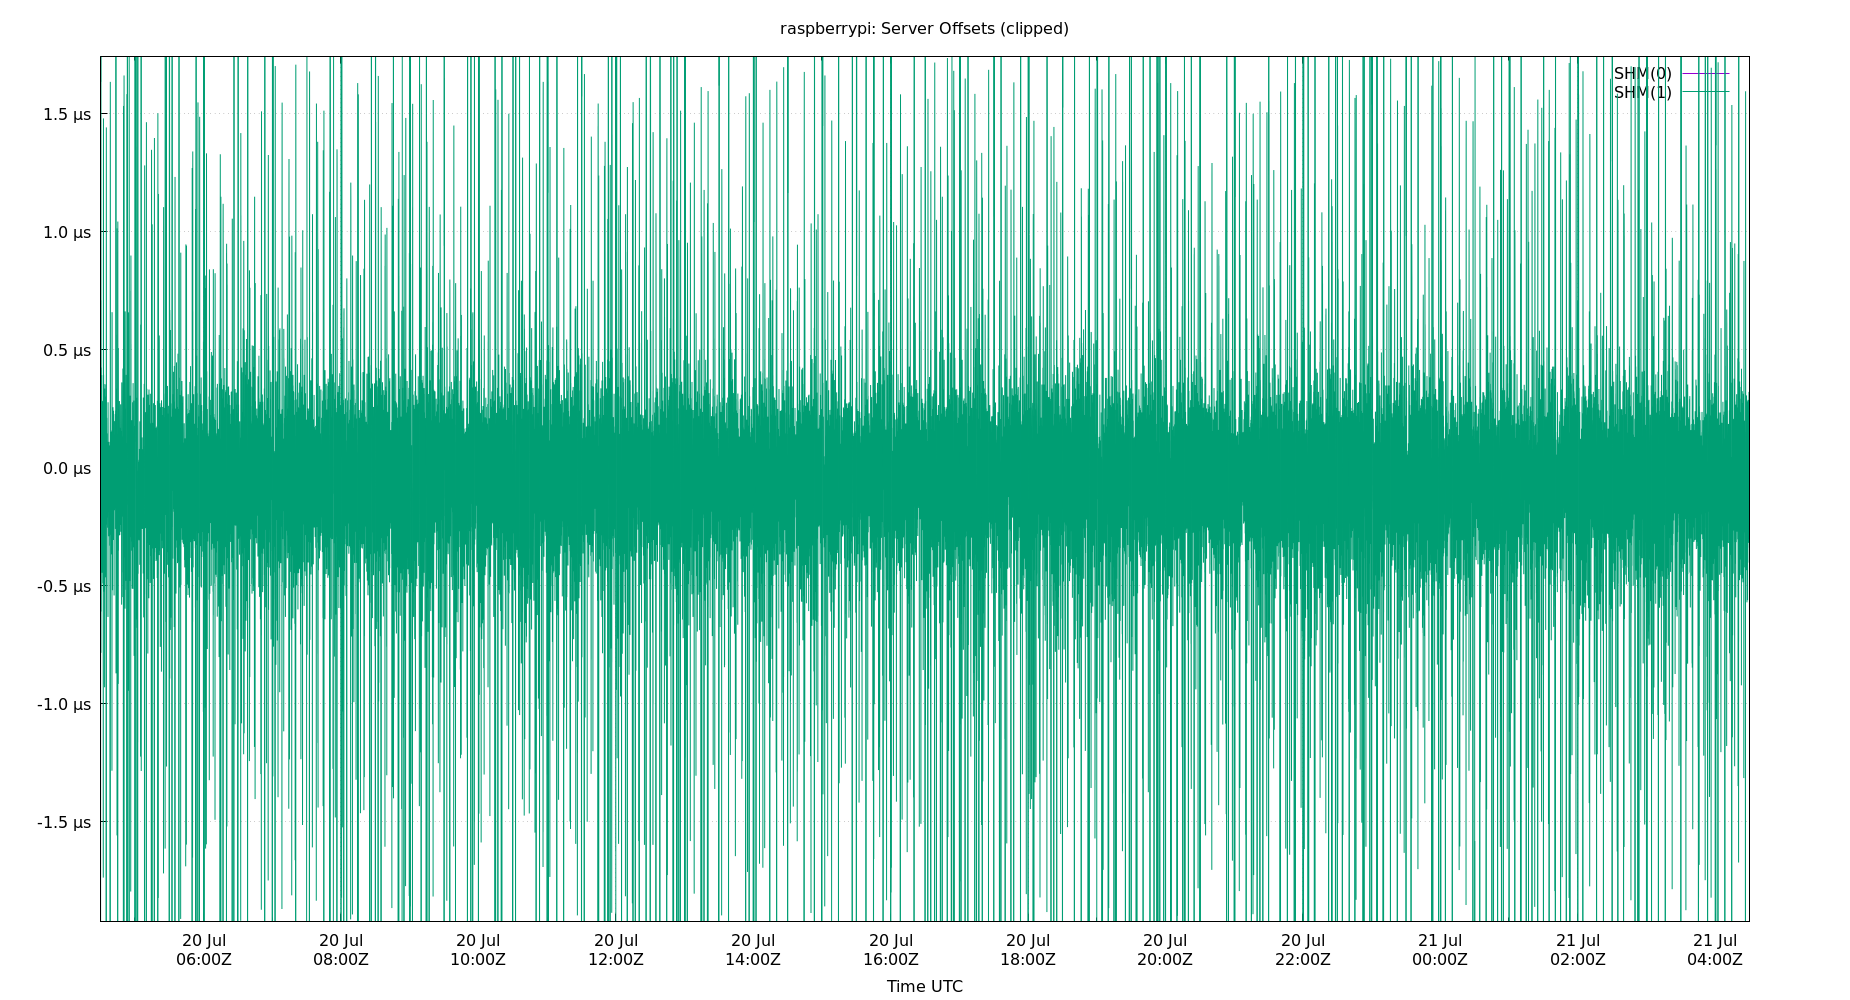 raspberrypi: Server Offsets (clipped)
SHM(0)
SHM(1)
1.5 µs
1.0 µs
0.5 µs
0.0 µs
-0.5 µs
-1.0 µs
-1.5 µs
20 Jul 20 Jul 20 Jul 20 Jul 20 Jul 20 Jul 20 Jul 20 Jul 20 Jul 21 Jul 21 Jul 21 Jul
06:00Z 08:00Z 10:00Z 12:00Z 14:00Z 16:00Z 18:00Z 20:00Z 22:00Z 00:00Z 02:00Z 04:00Z
Time UTC